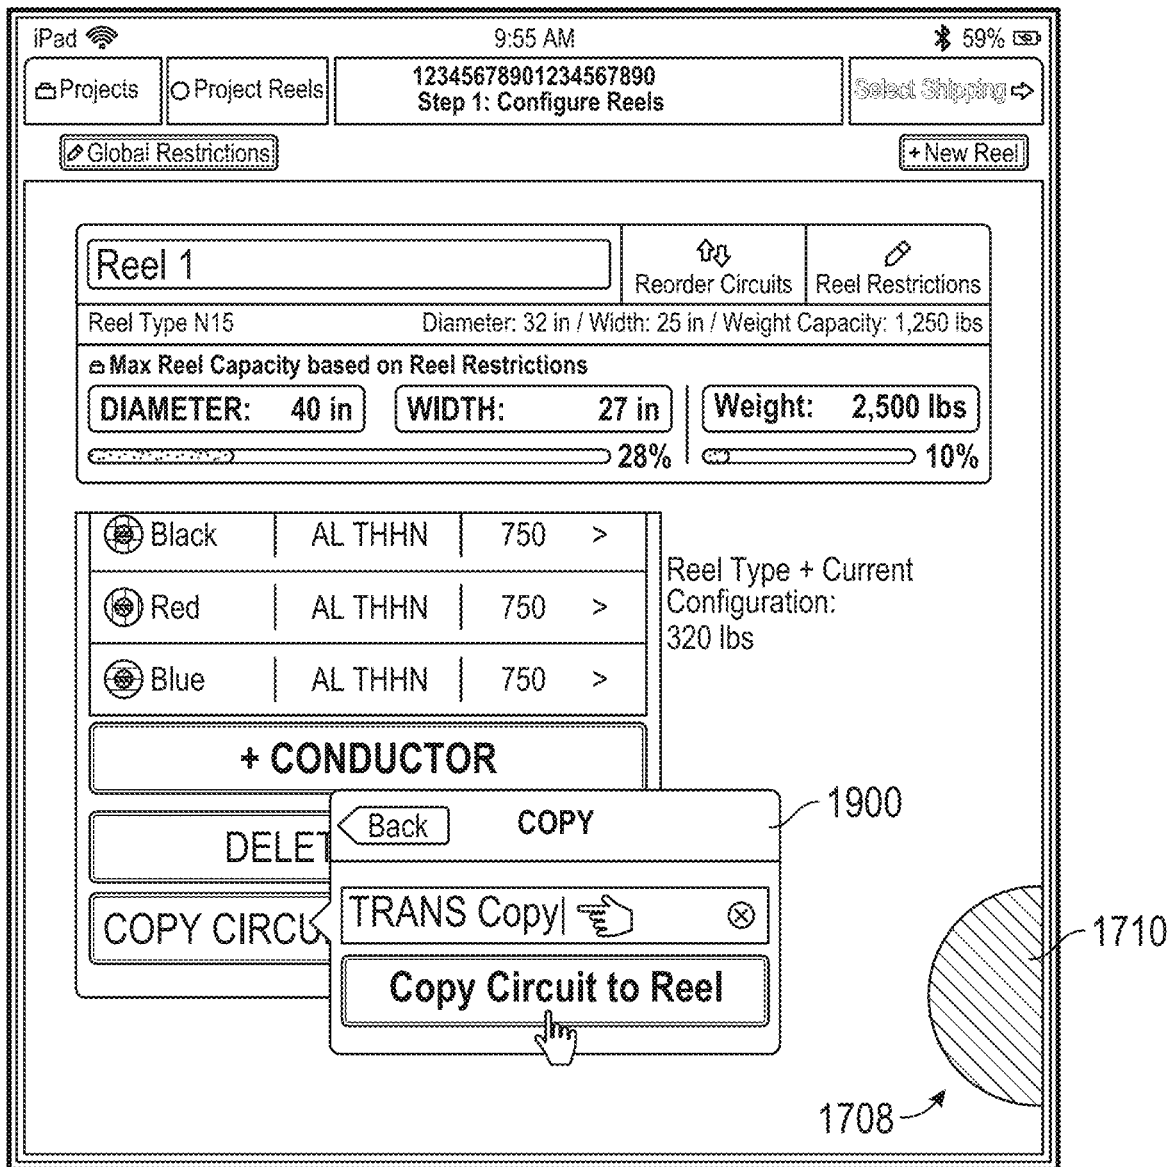 iPad 9:55 AM 59%
Projects Project Reels 12345678901234567890 Select Shipping
Step 1: Configure Reels
Global Restrictions + New Reel
Reel 1 Reorder Circuits Reel Restrictions
Reel Type N15 Diameter: 32 in / Width: 25 in / Weight Capacity: 1,250 lbs
Max Reel Capacity based on Reel Restrictions
DIAMETER: 40 in WIDTH: 27 in Weight: 2,500 lbs
28% 10%
Black AL THHN 750 >
Red AL THHN 750 >
Blue AL THHN 750 >
Reel Type + Current
Configuration:
320 lbs
+ CONDUCTOR
DELET
COPY CIRCU
Back COPY
TRANS Copy
Copy Circuit to Reel
1900
1710
1708